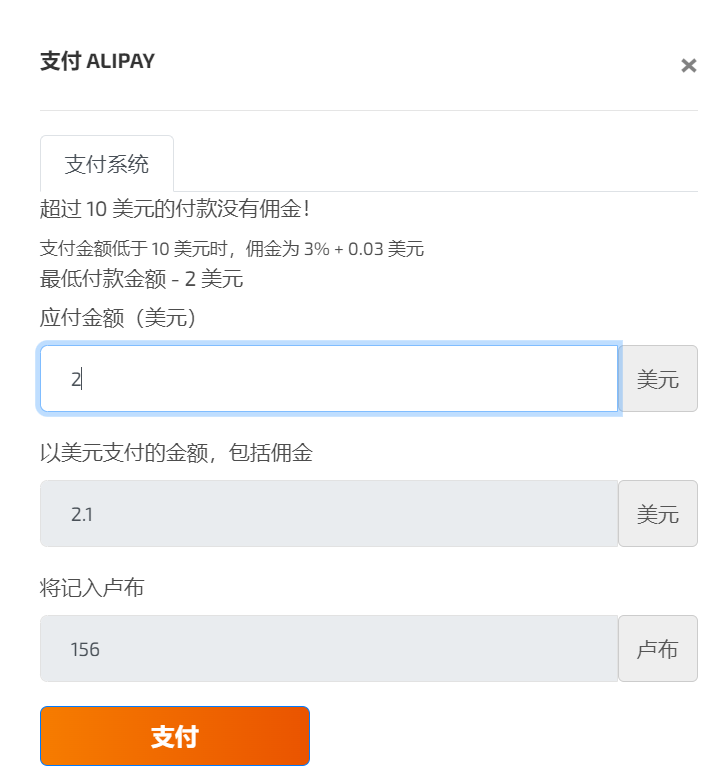 支付 ALIPAY
×
支付系统
超过 10 美元的付款没有佣金！
支付金额低于 10 美元时，佣金为 3% + 0.03 美元
最低付款金额 - 2 美元
应付金额（美元）
2 美元
以美元支付的金额，包括佣金
2.1 美元
将记入卢布
156 卢布
支付